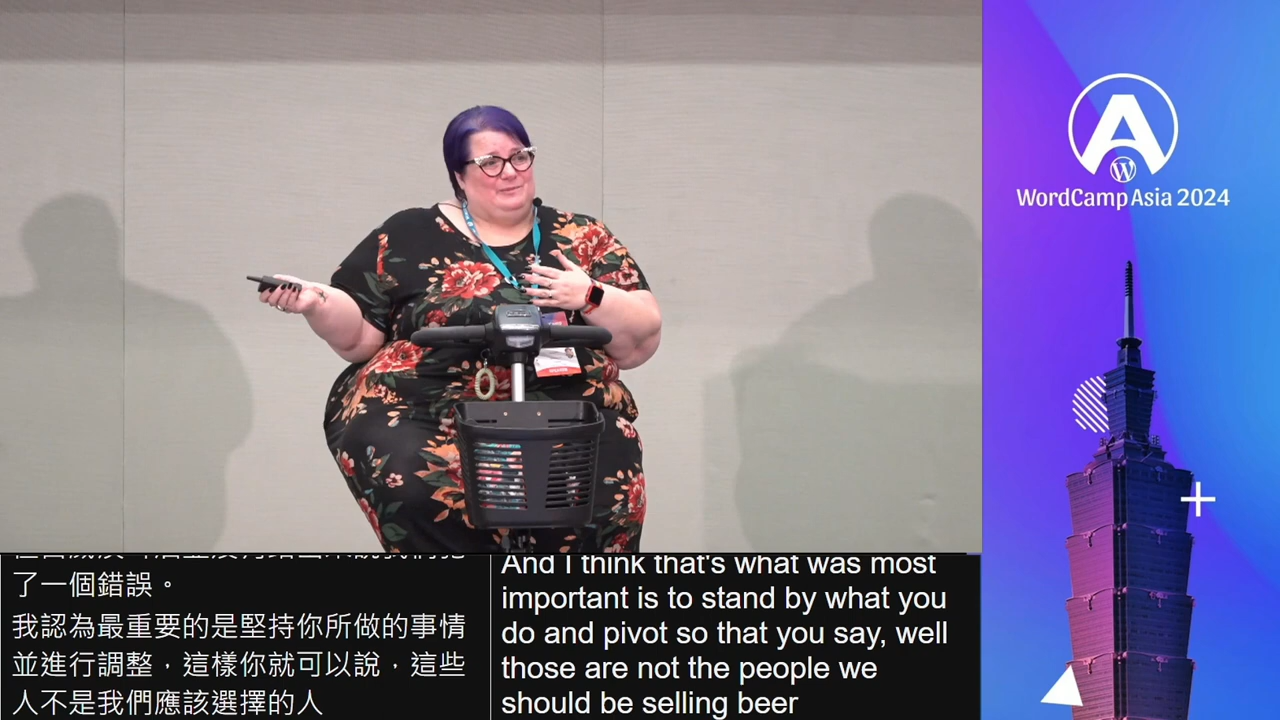 WordCamp Asia 2024
了一個錯誤。
我認為最重要的是堅持你所做的事情
並進行調整，這樣你就可以說，這些
人不是我們應該選擇的人
And I think that's what was most
important is to stand by what you
do and pivot so that you say, well
those are not the people we
should be selling beer